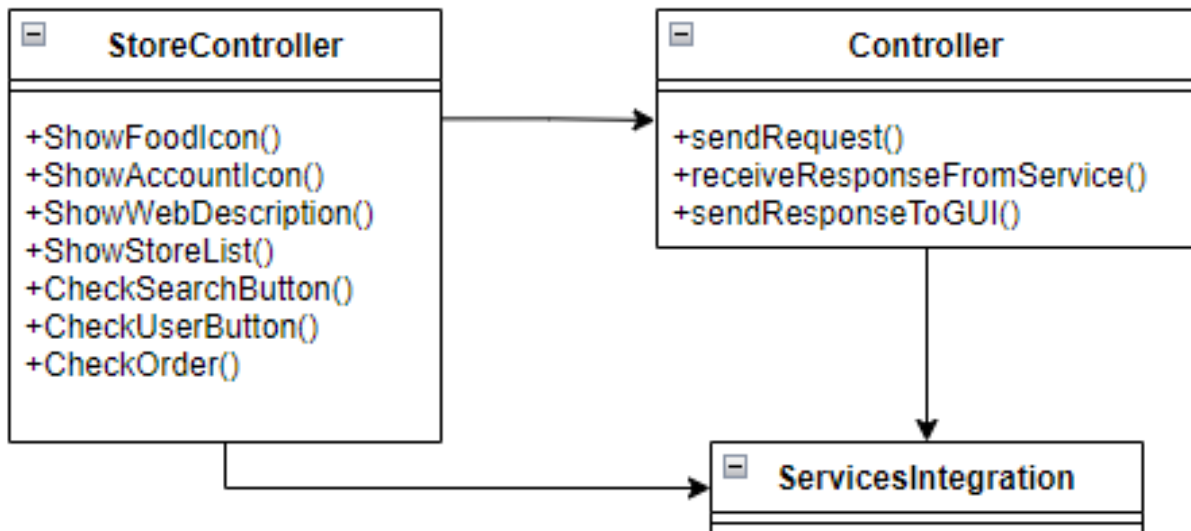 StoreController
+ShowFoodIcon()
+ShowAccountIcon()
+ShowWebDescription()
+ShowStoreList()
+CheckSearchButton()
+CheckUserButton()
+CheckOrder()
Controller
+sendRequest()
+receiveResponseFromService()
+sendResponseToGUI()
ServicesIntegration